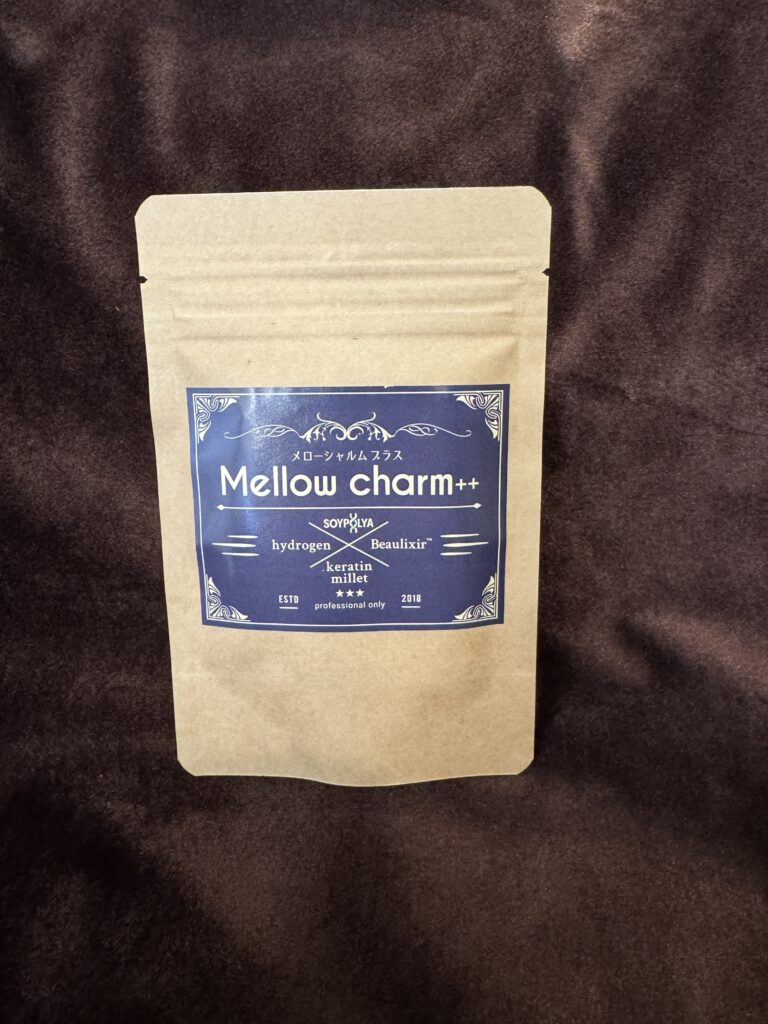 メローシャルム プラス
Mellow charm++
SOYPOLYA
hydrogen Beaulixir™
keratin
millet
★★★
ESTD professional only 2018